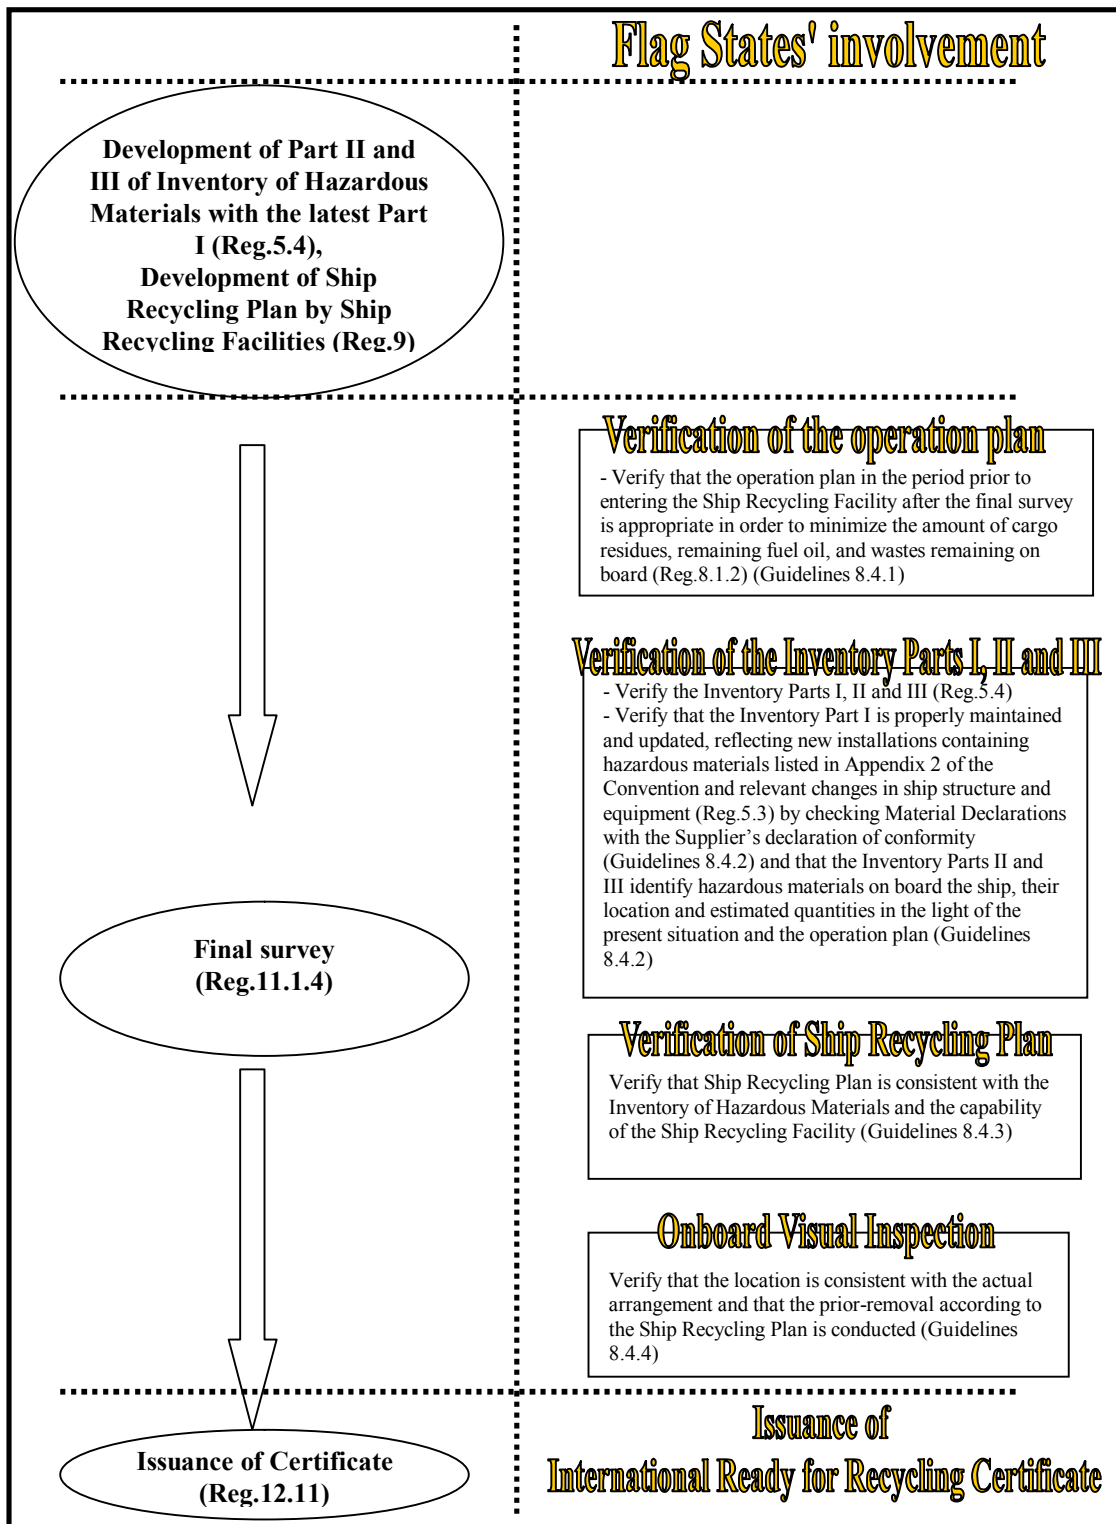 Flag States' involvement
Development of Part II and
III of Inventory of Hazardous
Materials with the latest Part
I (Reg.5.4),
Development of Ship
Recycling Plan by Ship
Recycling Facilities (Reg.9)
Verification of the operation plan
- Verify that the operation plan in the period prior to
entering the Ship Recycling Facility after the final survey
is appropriate in order to minimize the amount of cargo
residues, remaining fuel oil, and wastes remaining on
board (Reg.8.1.2) (Guidelines 8.4.1)
Verification of the Inventory Parts I, II and III
- Verify the Inventory Parts I, II and III (Reg.5.4)
- Verify that the Inventory Part I is properly maintained
and updated, reflecting new installations containing
hazardous materials listed in Appendix 2 of the
Convention and relevant changes in ship structure and
equipment (Reg.5.3) by checking Material Declarations
with the Supplier’s declaration of conformity
(Guidelines 8.4.2) and that the Inventory Parts II and
III identify hazardous materials on board the ship, their
location and estimated quantities in the light of the
present situation and the operation plan (Guidelines
8.4.2)
Final survey
(Reg.11.1.4)
Verification of Ship Recycling Plan
Verify that Ship Recycling Plan is consistent with the
Inventory of Hazardous Materials and the capability
of the Ship Recycling Facility (Guidelines 8.4.3)
Onboard Visual Inspection
Verify that the location is consistent with the actual
arrangement and that the prior-removal according to
the Ship Recycling Plan is conducted (Guidelines
8.4.4)
Issuance of Certificate
(Reg.12.11)
Issuance of
International Ready for Recycling Certificate